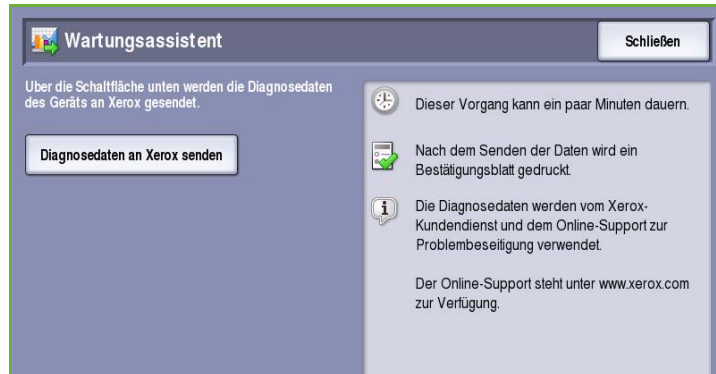 Wartungsassistent
Schließen
Uber die Schaltfläche unten werden die Diagnosedaten
des Geräts an Xerox gesendet.
Diagnosedaten an Xerox senden
Dieser Vorgang kann ein paar Minuten dauern.
Nach dem Senden der Daten wird ein
Bestätigungsblatt gedruckt.
Die Diagnosedaten werden vom Xerox-
Kundendienst und dem Online-Support zur
Problembeseitigung verwendet.
Der Online-Support steht unter www.xerox.com
zur Verfügung.